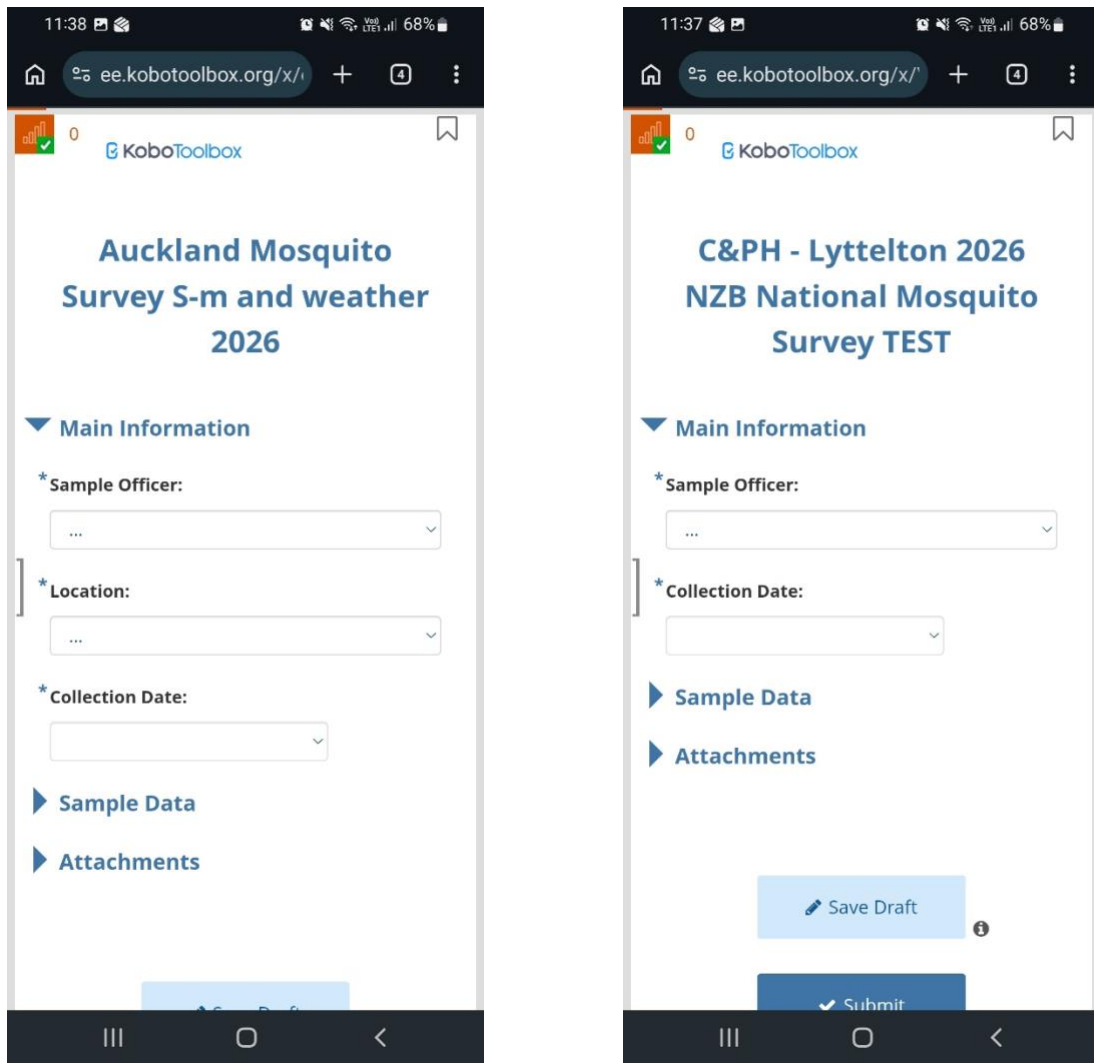 11:38 68%
ee.kobotoolbox.org/x/ + 4
0
KoboToolbox
Auckland Mosquito
Survey S-m and weather
2026
Main Information
*Sample Officer:
...
*Location:
...
*Collection Date:
Sample Data
Attachments
11:37 68%
ee.kobotoolbox.org/x/ + 4
0
KoboToolbox
C&PH - Lyttelton 2026
NZB National Mosquito
Survey TEST
Main Information
*Sample Officer:
...
*Collection Date:
Sample Data
Attachments
Save Draft
Submit